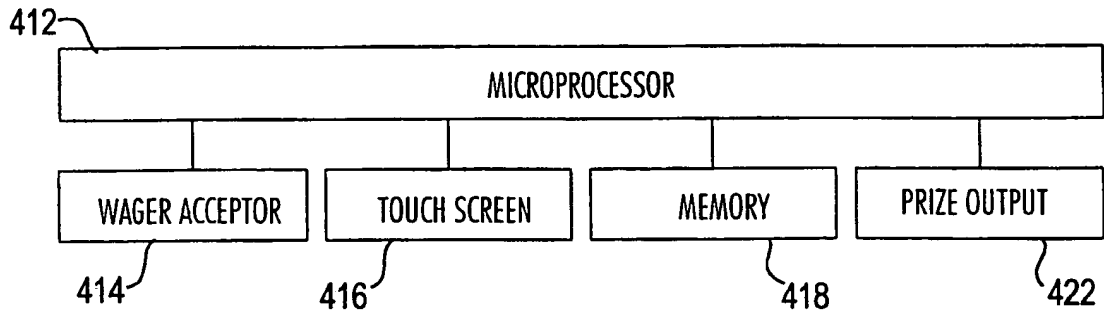 412
MICROPROCESSOR
WAGER ACCEPTOR
TOUCH SCREEN
MEMORY
PRIZE OUTPUT
414
416
418
422